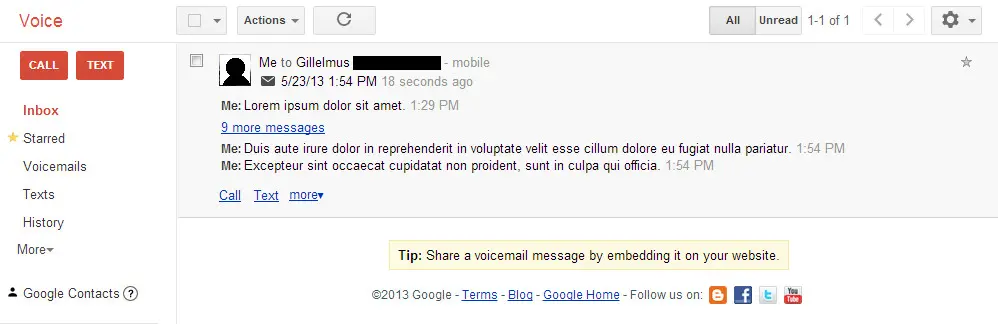 Voice
Actions
All Unread 1-1 of 1
CALL TEXT
Inbox
Starred
Voicemails
Texts
History
More
Google Contacts ?
Me to Gillelmus - mobile
5/23/13 1:54 PM 18 seconds ago
Me: Lorem ipsum dolor sit amet. 1:29 PM
9 more messages
Me: Duis aute irure dolor in reprehenderit in voluptate velit esse cillum dolore eu fugiat nulla pariatur. 1:54 PM
Me: Excepteur sint occaecat cupidatat non proident, sunt in culpa qui officia. 1:54 PM
Call Text more▾
Tip: Share a voicemail message by embedding it on your website.
©2013 Google - Terms - Blog - Google Home - Follow us on: f t You Tube